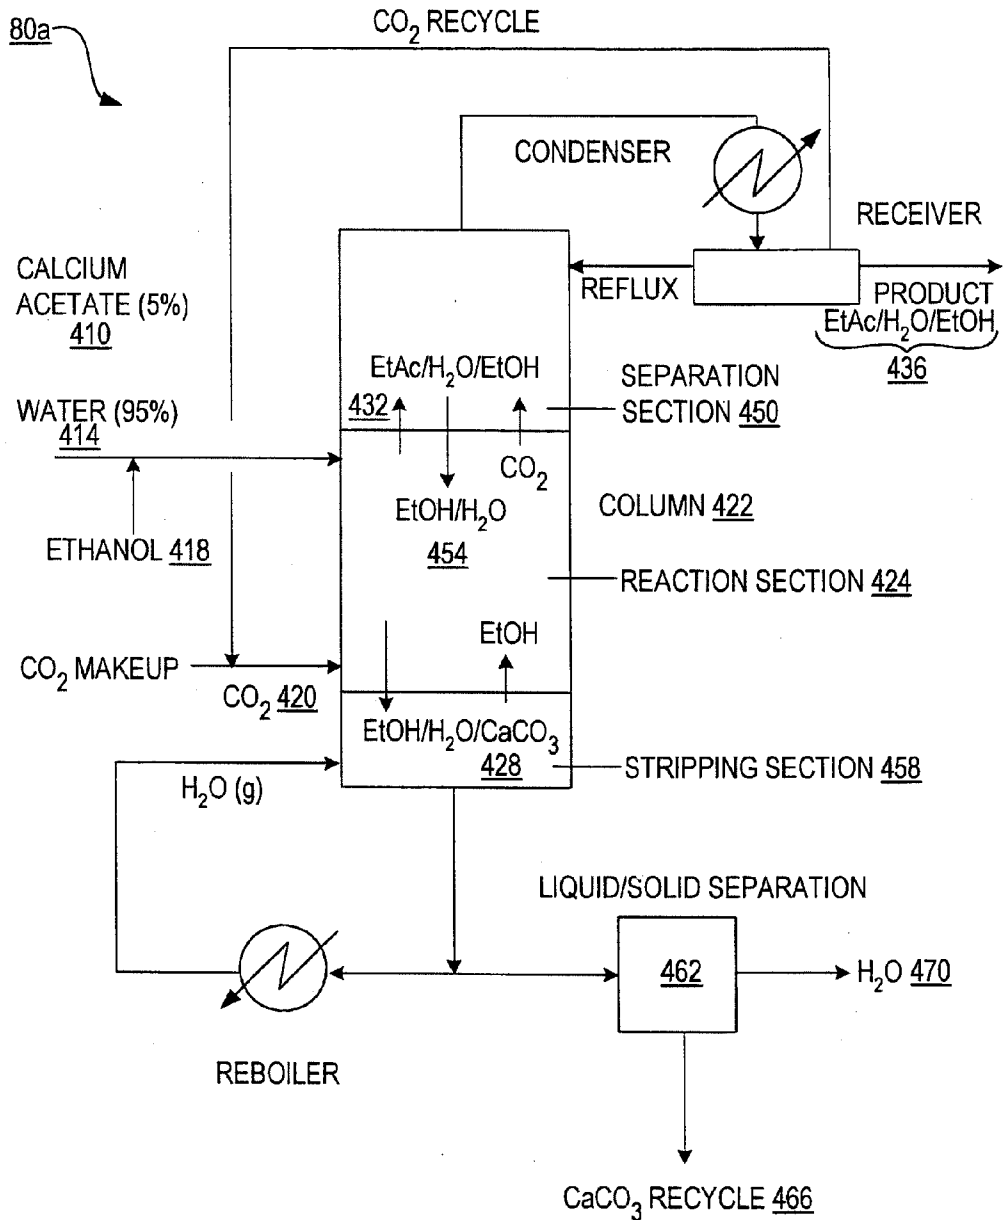 80a
CO2 RECYCLE
CONDENSER
RECEIVER
CALCIUM
ACETATE (5%)
410
REFLUX
PRODUCT
EtAc/H2O/EtOH
436
EtAc/H2O/EtOH
432
SEPARATION
SECTION 450
WATER (95%)
414
CO2
EtOH/H2O
454
COLUMN 422
ETHANOL 418
REACTION SECTION 424
EtOH
CO2 MAKEUP
CO2 420
EtOH/H2O/CaCO3
428
STRIPPING SECTION 458
H2O (g)
LIQUID/SOLID SEPARATION
462
H2O 470
REBOILER
CaCO3 RECYCLE 466